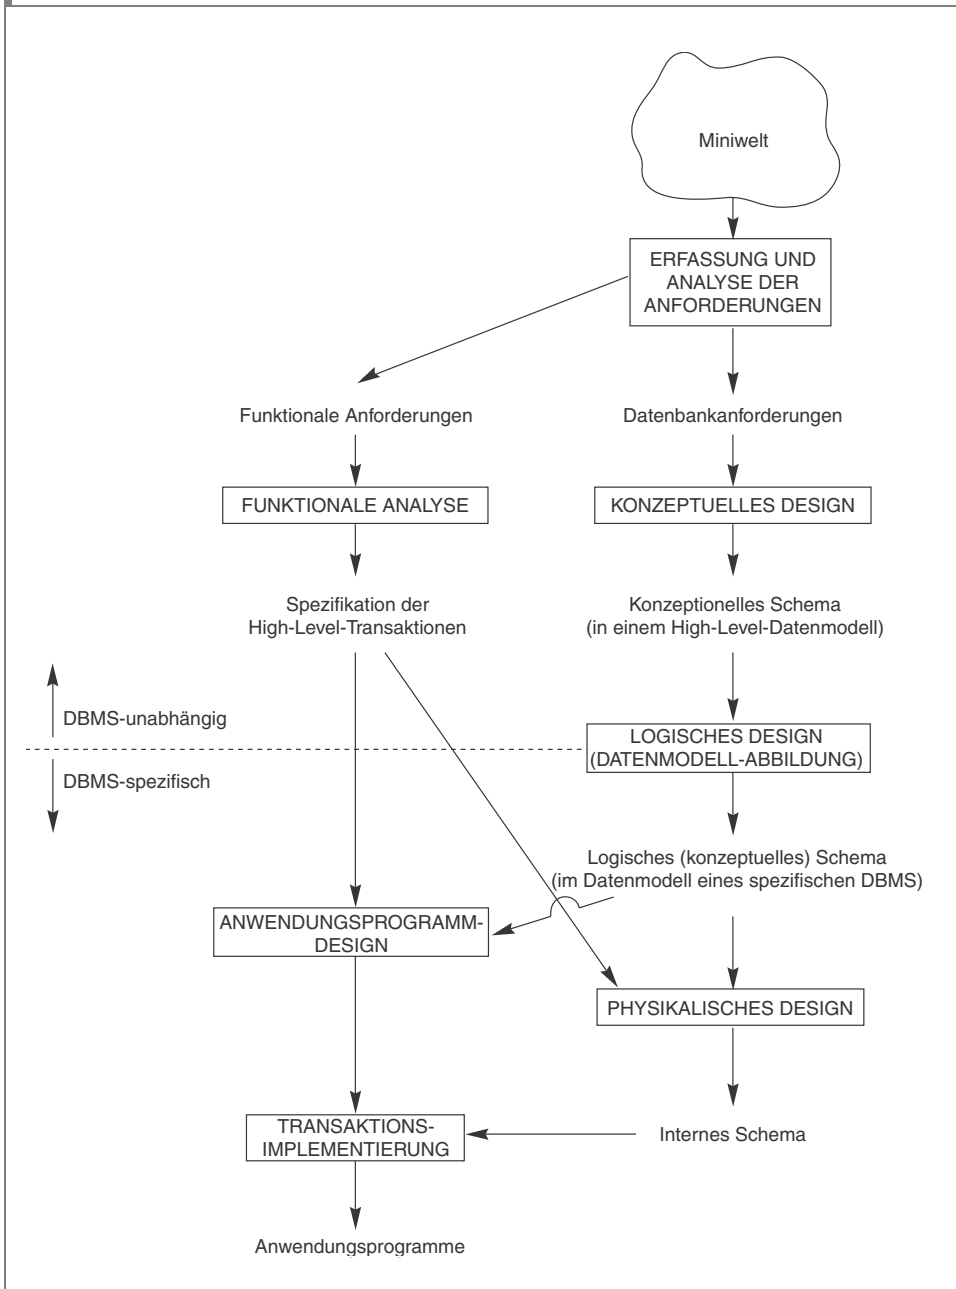 Miniwelt
ERFASSUNG UND
ANALYSE DER
ANFORDERUNGEN
Funktionale Anforderungen
Datenbankanforderungen
FUNKTIONALE ANALYSE
KONZEPTUELLES DESIGN
Spezifikation der
High-Level-Transaktionen
Konzeptionelles Schema
(in einem High-Level-Datenmodell)
DBMS-unabhängig
LOGISCHES DESIGN
(DATENMODELL-ABBILDUNG)
DBMS-spezifisch
Logisches (konzeptuelles) Schema
(im Datenmodell eines spezifischen DBMS)
ANWENDUNGSPROGRAMM-
DESIGN
PHYSIKALISCHES DESIGN
TRANSAKTIONS-
IMPLEMENTIERUNG
Internes Schema
Anwendungsprogramme